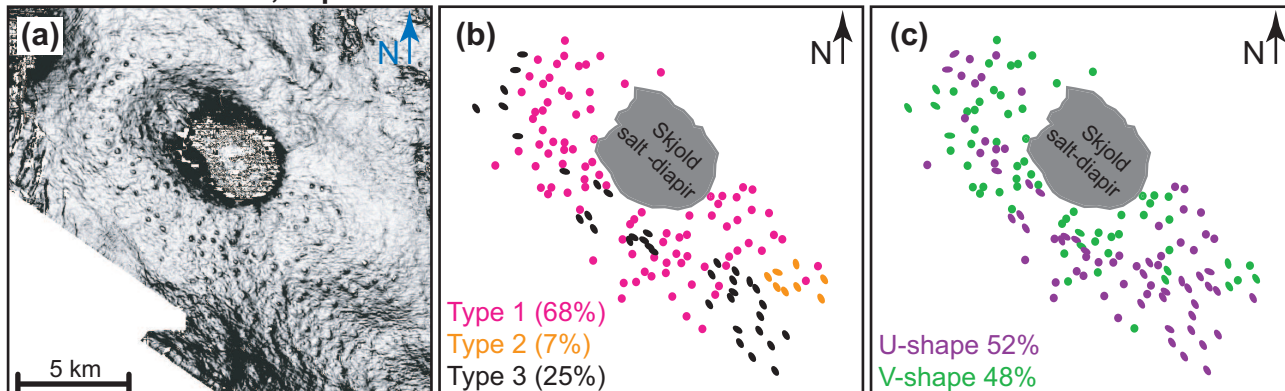 (a)
N
5 km
(b)
N
Skjold
salt -diapir
Type 1 (68%)
Type 2 (7%)
Type 3 (25%)
(c)
N
Skjold
salt-diapir
U-shape 52%
V-shape 48%